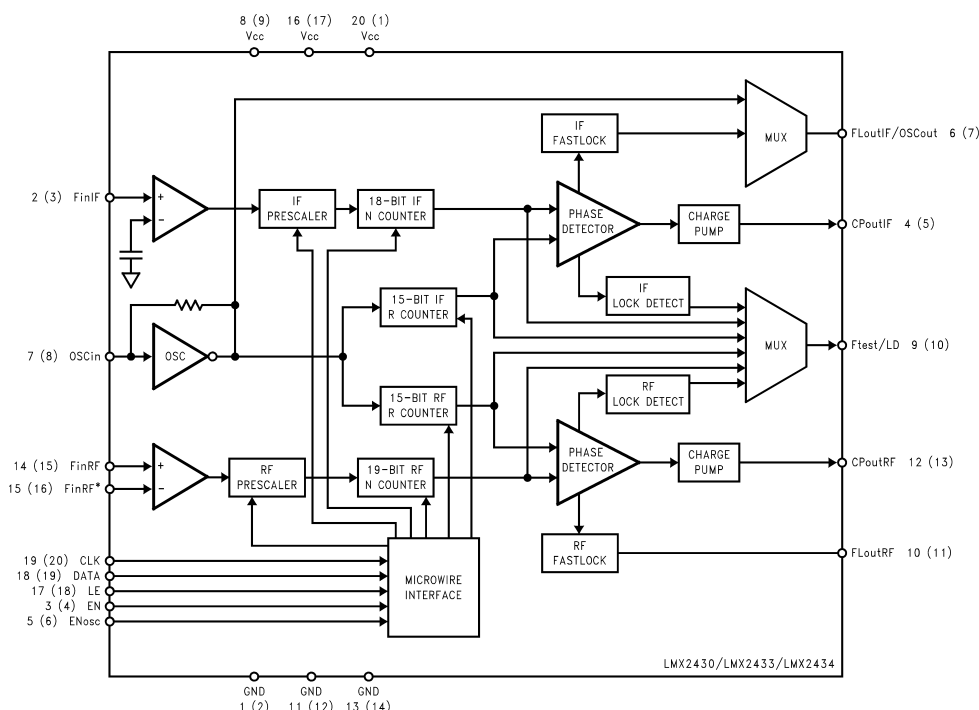 8 (9) 16 (17) 20 (1)
Vcc Vcc Vcc
IF
FASTLOCK
MUX
FLoutIF/OSCout 6 (7)
2 (3) FinIF
+
−
IF
PRESCALER
18-BIT IF
N COUNTER
PHASE
DETECTOR
CHARGE
PUMP
CPoutIF 4 (5)
15-BIT IF
R COUNTER
IF
LOCK DETECT
7 (8) OSCin
OSC
MUX
Ftest/LD 9 (10)
15-BIT RF
R COUNTER
RF
LOCK DETECT
14 (15) FinRF
15 (16) FinRF*
+
−
RF
PRESCALER
19-BIT RF
N COUNTER
PHASE
DETECTOR
CHARGE
PUMP
CPoutRF 12 (13)
RF
FASTLOCK
FLoutRF 10 (11)
19 (20) CLK
18 (19) DATA
17 (18) LE
3 (4) EN
5 (6) ENosc
MICROWIRE
INTERFACE
LMX2430/LMX2433/LMX2434
GND GND GND
1 (2) 11 (12) 13 (14)